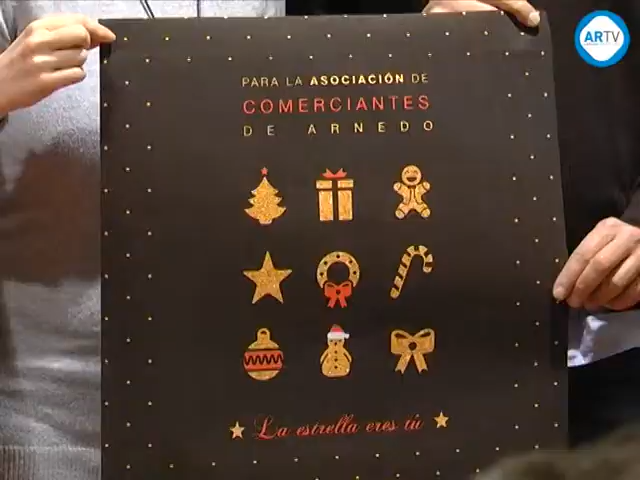 ARTV
PARA LA ASOCIACIÓN DE
COMERCIANTES
DE ARNEDO
La estrella eres tú